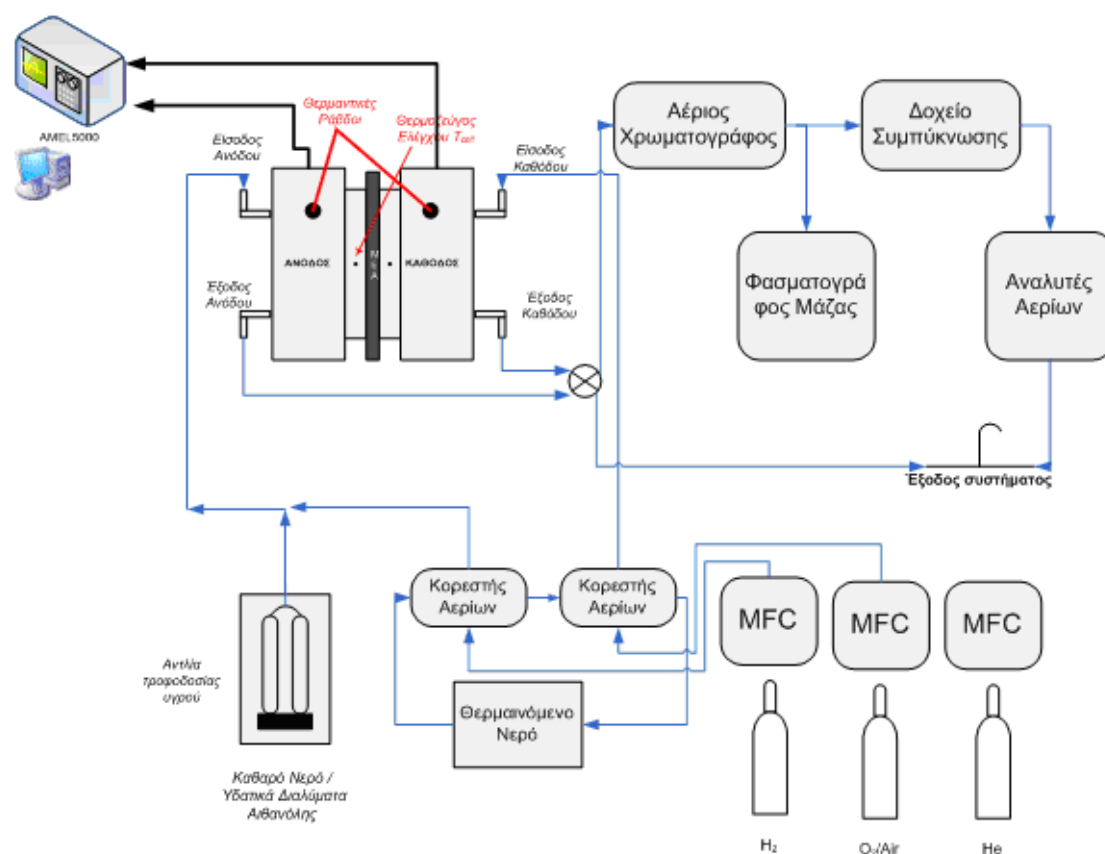 AMEL5000
Είσοδος
Ανόδου
Θερμαντικές
Ράβδοι
Θερμοζεύγος
Ελέγχου Tcell
Είσοδος
Καθόδου
ΑΝΟΔΟΣ
MEA
ΚΑΘΟΔΟΣ
Έξοδος
Ανόδου
Έξοδος
Καθόδου
Αέριος
Χρωματογράφος
Δοχείο
Συμπύκνωσης
Φασματογρά
φος Μάζας
Αναλυτές
Αερίων
Έξοδος συστήματος
Κορεστής
Αερίων
Κορεστής
Αερίων
MFC
MFC
MFC
Αντλία
τροφοδοσίας
υγρού
Θερμαινόμενο
Νερό
Καθαρό Νερό /
Υδατικά Διαλύματα
Αιθανόλης
H2
O2/Air
He